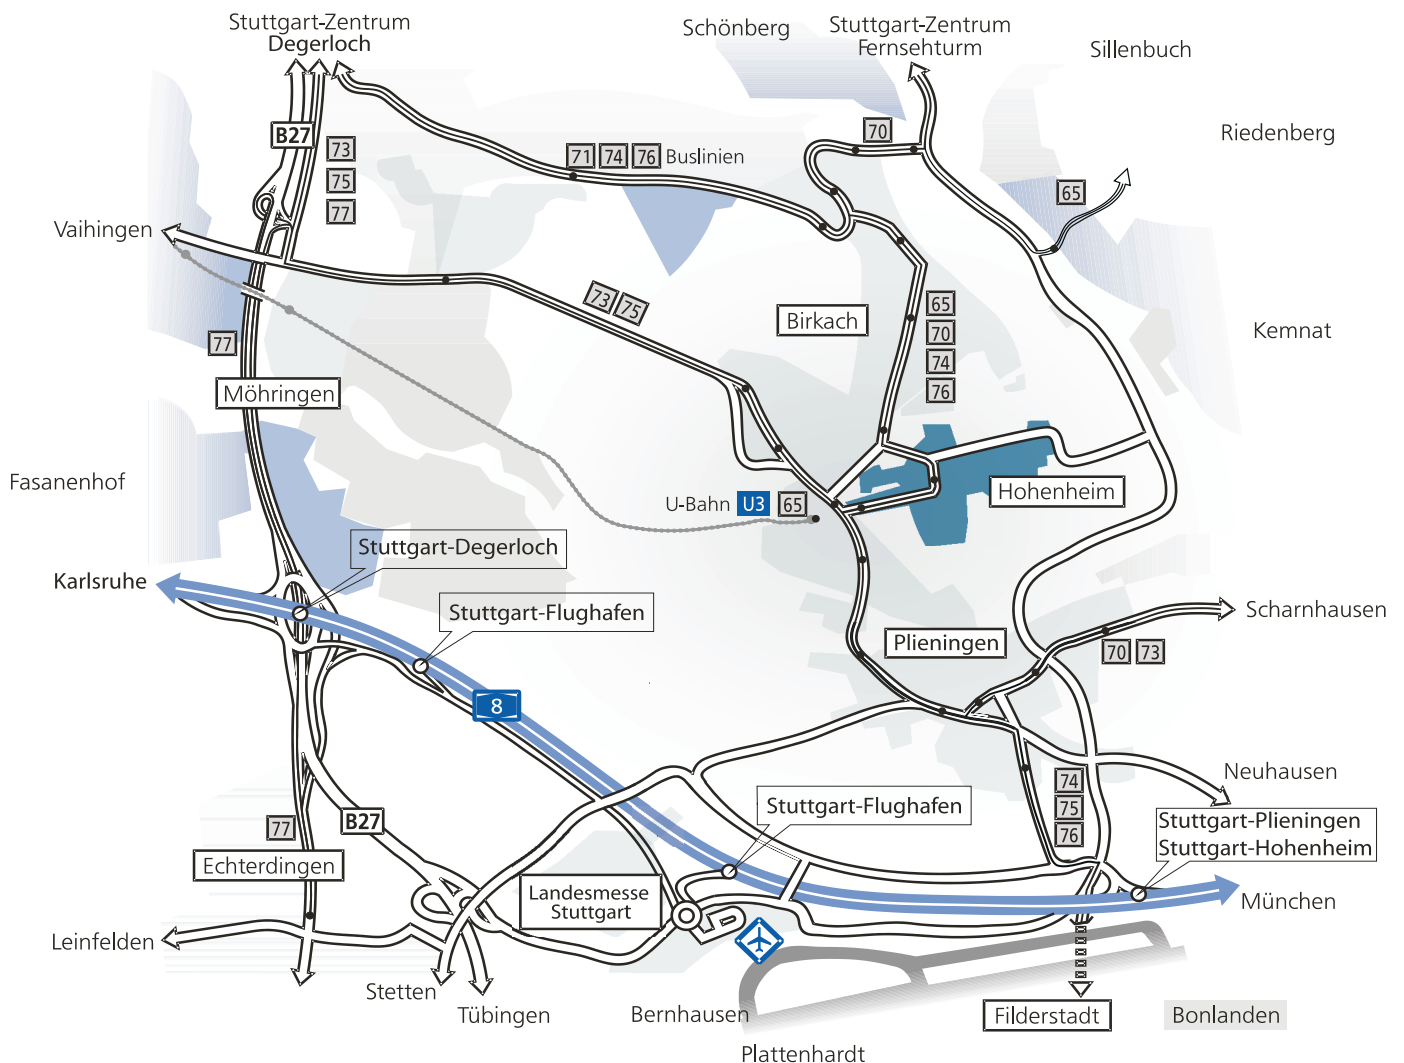 Stuttgart-Zentrum
Degerloch
Schönberg
Stuttgart-Zentrum
Fernsehturm
Sillenbuch
Riedenberg
B27
73
75
77
71 74 76 Buslinien
70
65
Vaihingen
73 75
Birkach
65
70
74
76
Kemnat
77
Möhringen
Fasanenhof
U-Bahn U3 65
Hohenheim
Stuttgart-Degerloch
Karlsruhe
Stuttgart-Flughafen
Scharnhausen
Plieningen
70 73
8
Neuhausen
74
75
76
Stuttgart-Flughafen
Stuttgart-Plieningen
Stuttgart-Hohenheim
77
B27
Echterdingen
Landesmesse
Stuttgart
München
Leinfelden
Stetten
Tübingen
Bernhausen
Filderstadt
Bonlanden
Plattenhardt